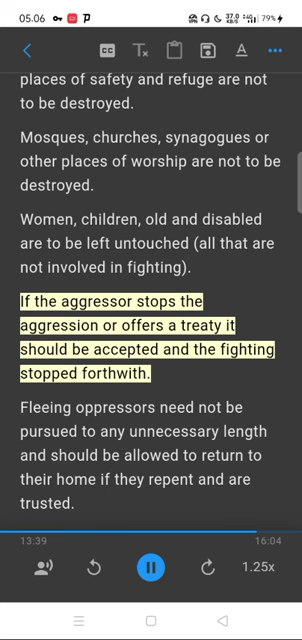 05.06
37.0
KB/S
79%
CC
places of safety and refuge are not
to be destroyed.
Mosques, churches, synagogues or
other places of worship are not to be
destroyed.
Women, children, old and disabled
are to be left untouched (all that are
not involved in fighting).
If the aggressor stops the
aggression or offers a treaty it
should be accepted and the fighting
stopped forthwith.
Fleeing oppressors need not be
pursued to any unnecessary length
and should be allowed to return to
their home if they repent and are
trusted.
13:39
16:04
1.25x